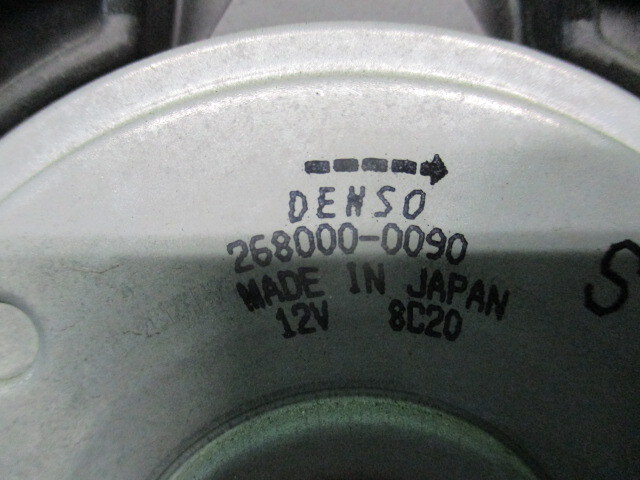 DENSO
268000-0090
MADE IN JAPAN
12V 8C20
S